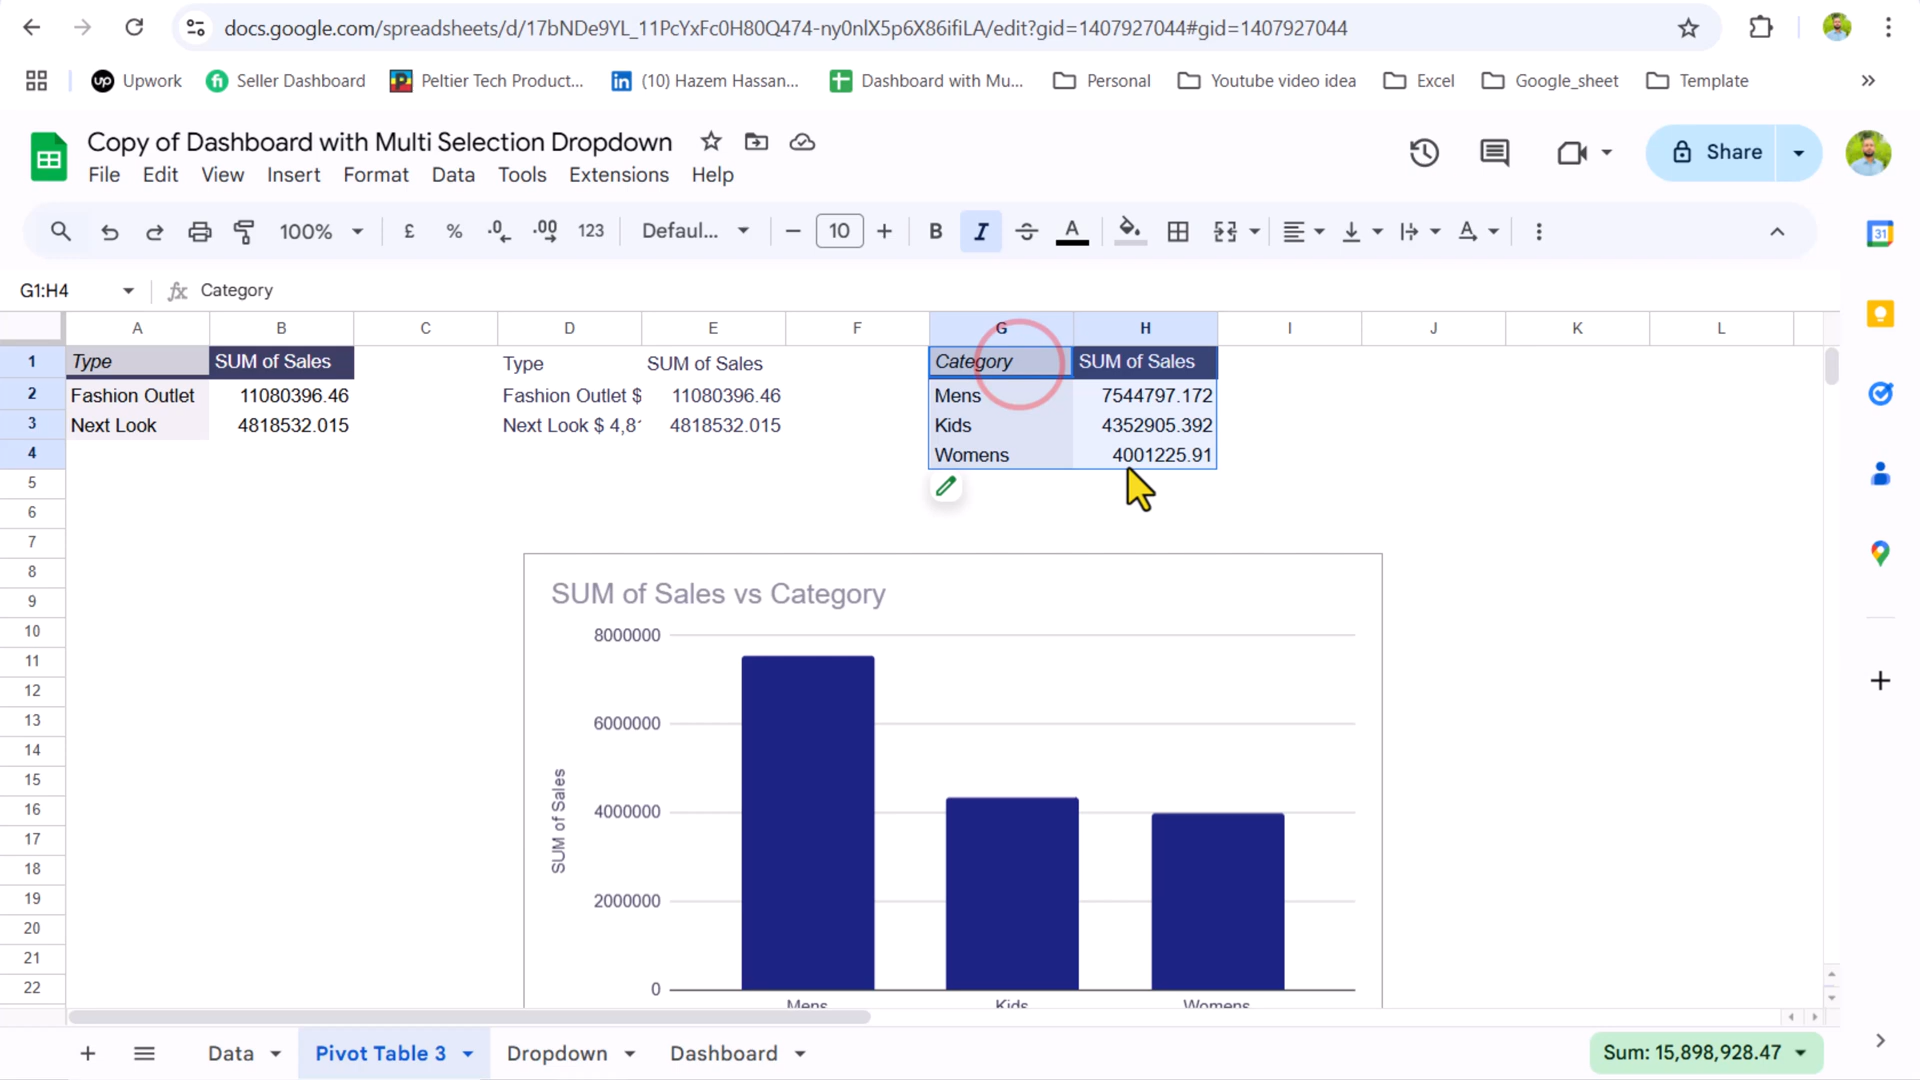 docs.google.com/spreadsheets/d/17bNDe9YL_11PcYxFc0H80Q474-ny0nlX5p6X86ifiLA/edit?gid=1407927044#gid=1407927044
Upwork Seller Dashboard Peltier Tech Product... (10) Hazem Hassan... Dashboard with Mu... Personal Youtube video idea Excel Google_sheet Template
Copy of Dashboard with Multi Selection Dropdown
Share
File Edit View Insert Format Data Tools Extensions Help
100% £ % .0 .00 123 Defaul... 10 B I A
31
G1:H4 fx Category
A B C D E F G H I J K L
1 Type SUM of Sales Type SUM of Sales Category SUM of Sales
2 Fashion Outlet 11080396.46 Fashion Outlet $ 11080396.46 Mens 7544797.172
3 Next Look 4818532.015 Next Look $ 4,8 4818532.015 Kids 4352905.392
4 Womens 4001225.91
5
6
7
8
9
10
11
12
13
14
15
16
17
18
19
20
21
22
SUM of Sales vs Category
8000000
6000000
4000000
2000000
0
SUM of Sales
Mens Kids Womens
Data Pivot Table 3 Dropdown Dashboard Sum: 15,898,928.47